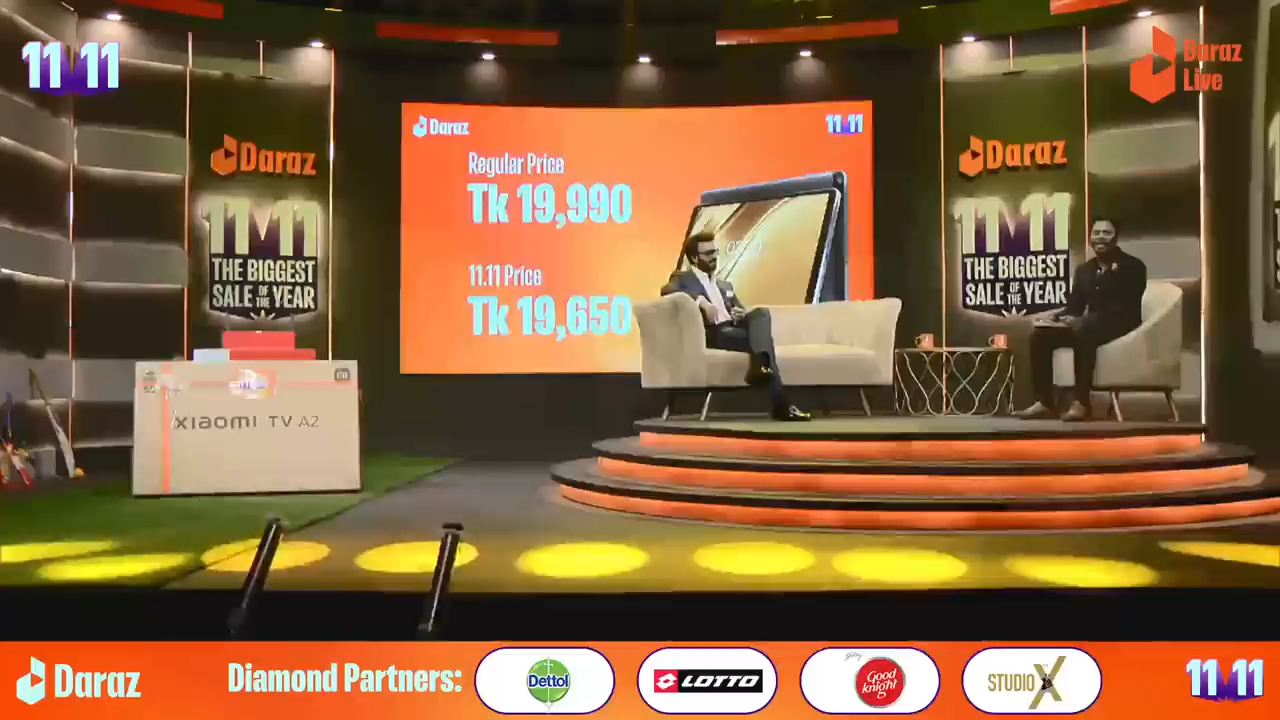 11 11
Daraz
Live
Daraz
11 11
THE BIGGEST
SALE OF THE YEAR
Daraz
11 11
Regular Price
Tk 19,990
11.11 Price
Tk 19,650
Daraz
11 11
THE BIGGEST
SALE OF THE YEAR
XIAOMI TV A2
Daraz
Diamond Partners:
Dettol
LOTTO
Good
knight
STUDIO X
11 11